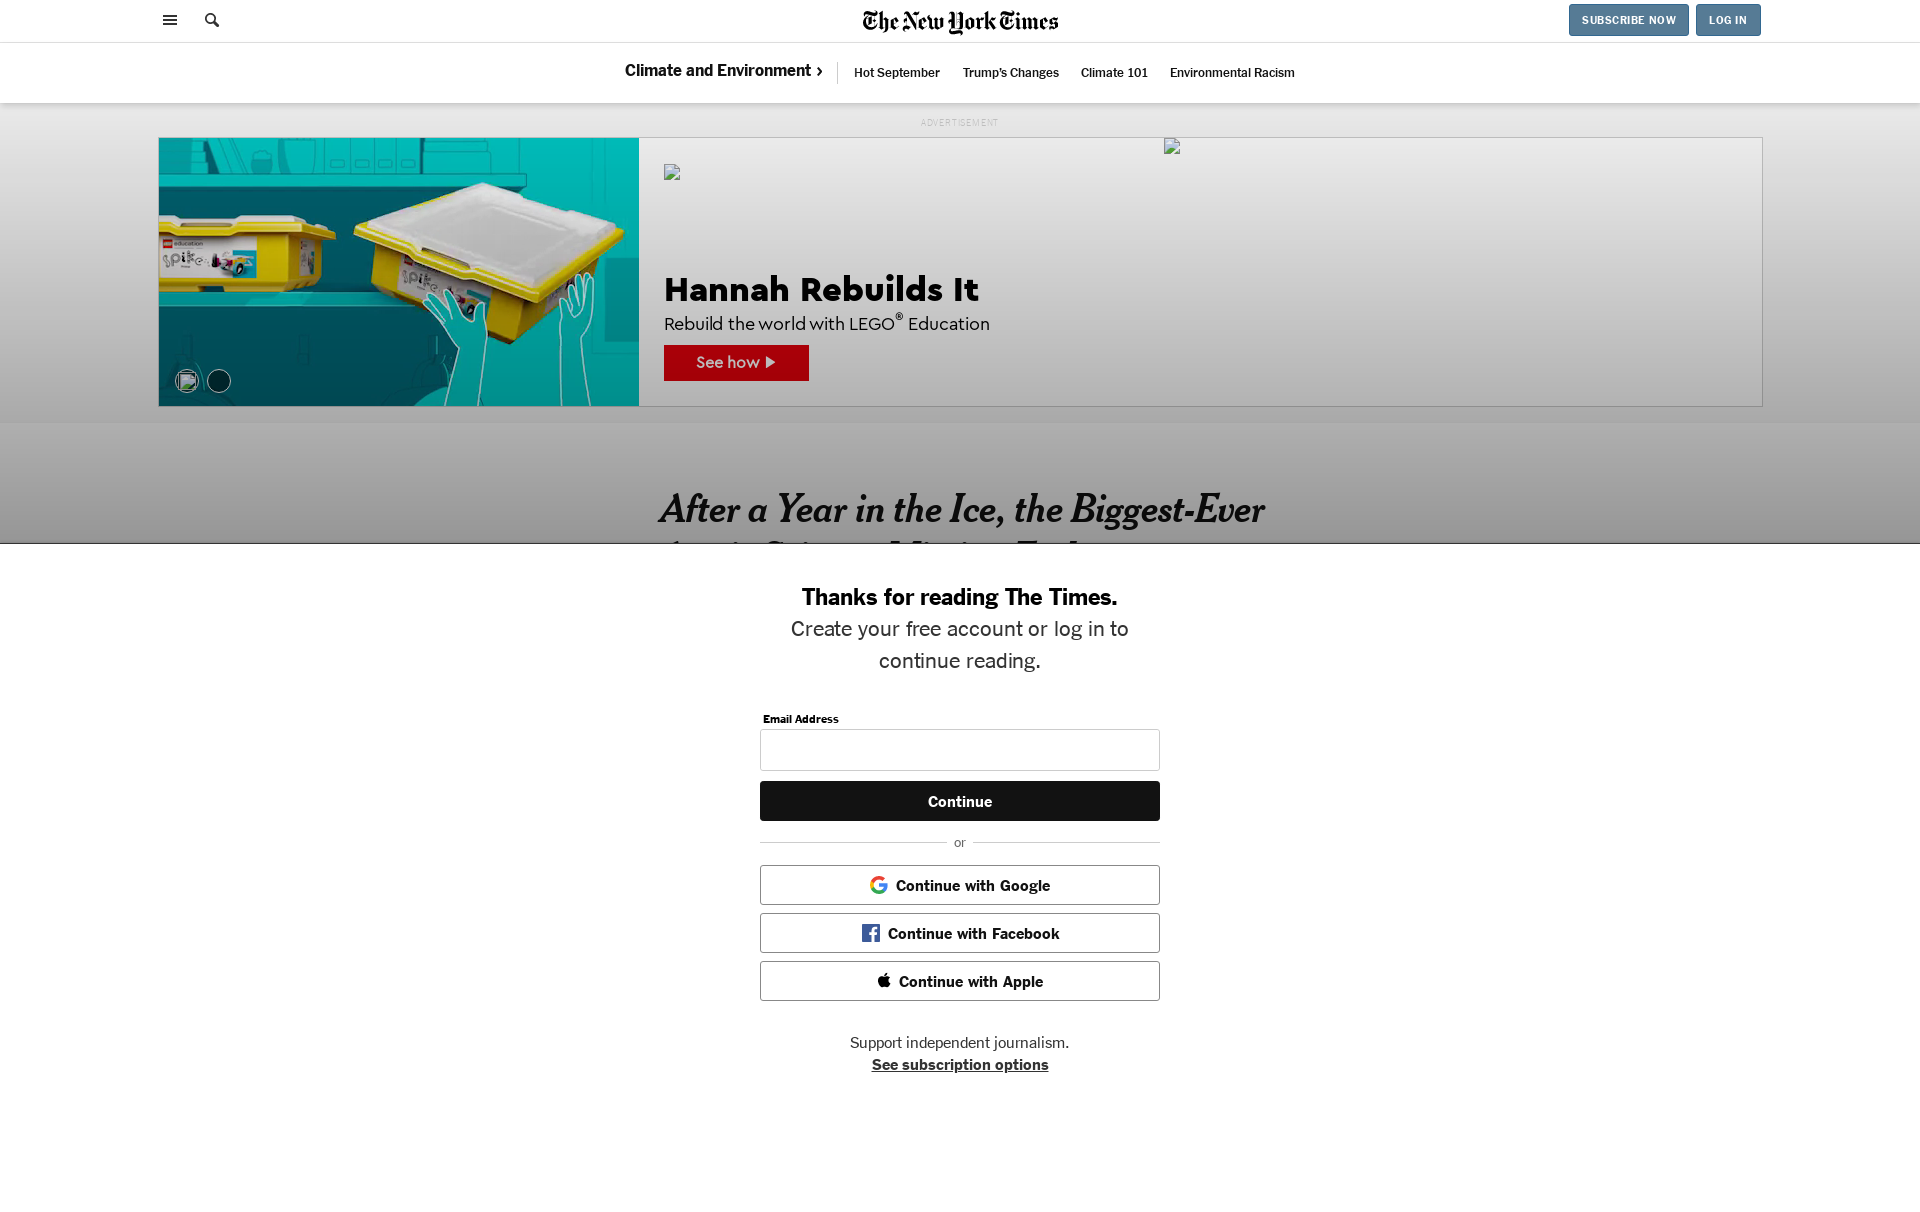 The New York Times
SUBSCRIBE NOW
LOG IN
Climate and Environment ›
Hot September
Trump's Changes
Climate 101
Environmental Racism
ADVERTISEMENT
education
spike
spike
Hannah Rebuilds It
Rebuild the world with LEGO® Education
See how
After a Year in the Ice, the Biggest-Ever
Thanks for reading The Times.
Create your free account or log in to
continue reading.
Email Address
Continue
or
Continue with Google
Continue with Facebook
Continue with Apple
Support independent journalism.
See subscription options